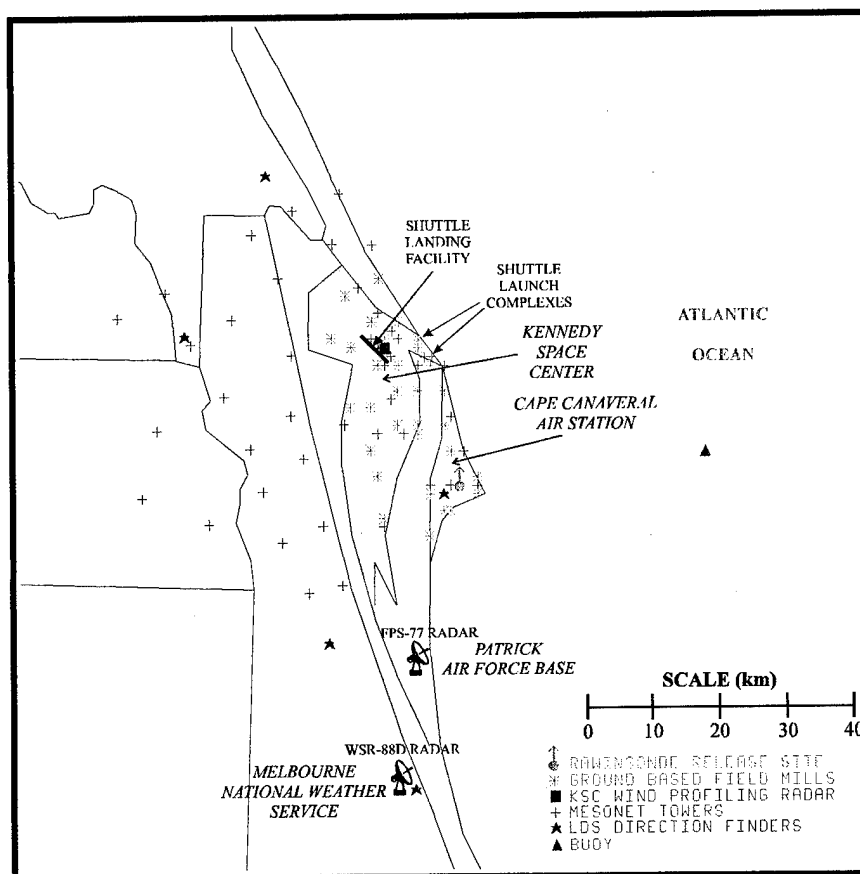 SHUTTLE
LANDING
FACILITY
SHUTTLE
LAUNCH
COMPLEXES
ATLANTIC
OCEAN
KENNEDY
SPACE
CENTER
CAPE CANAVERAL
AIR STATION
FPS-77 RADAR
PATRICK
AIR FORCE BASE
WSR-88D RADAR
MELBOURNE
NATIONAL WEATHER
SERVICE
SCALE (km)
0 10 20 30 40
RAWINSONDE RELEASE SITE
GROUND BASED FIELD MILLS
KSC WIND PROFILING RADAR
MESONET TOWERS
LDS DIRECTION FINDERS
BUOY